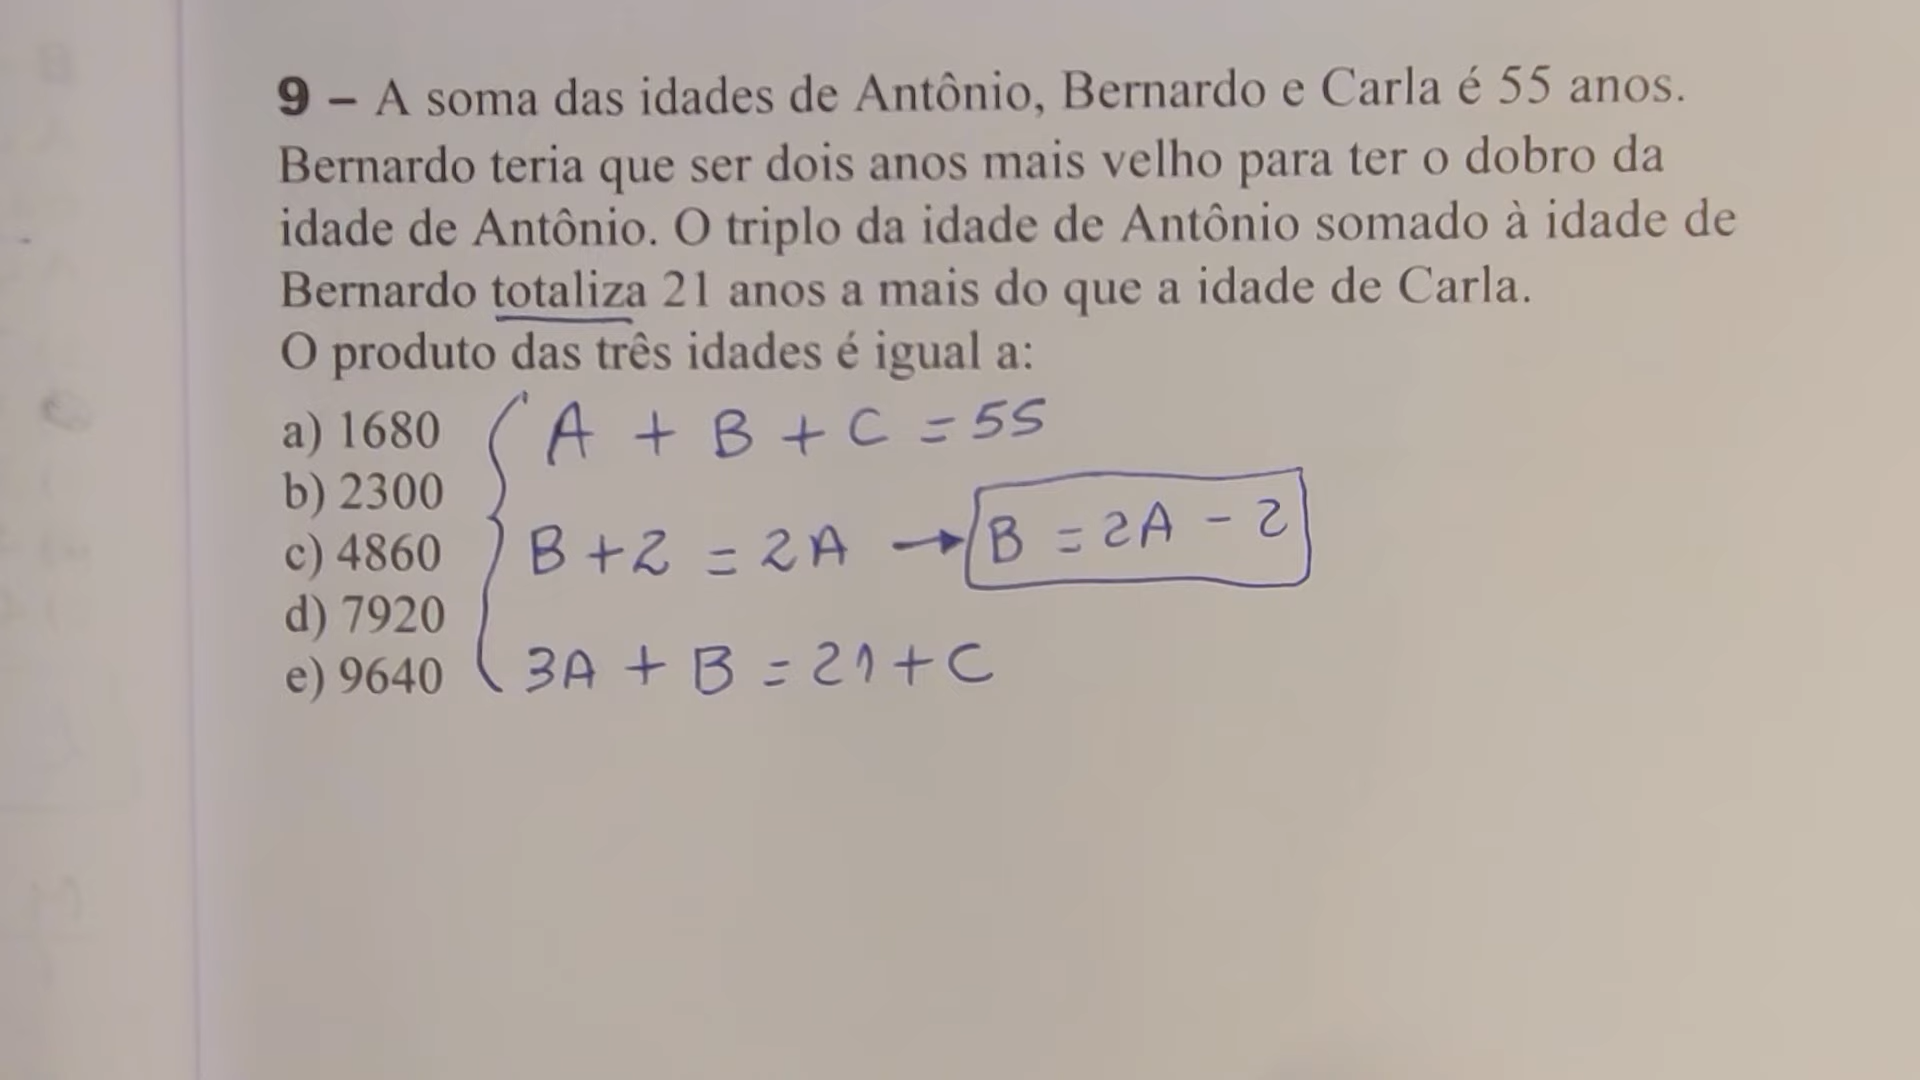 9 – A soma das idades de Antônio, Bernardo e Carla é 55 anos.
Bernardo teria que ser dois anos mais velho para ter o dobro da
idade de Antônio. O triplo da idade de Antônio somado à idade de
Bernardo totaliza 21 anos a mais do que a idade de Carla.
O produto das três idades é igual a:
a) 1680
b) 2300
c) 4860
d) 7920
e) 9640
A + B + C = 55
B + 2 = 2A → B = 2A - 2
3A + B = 21 + C